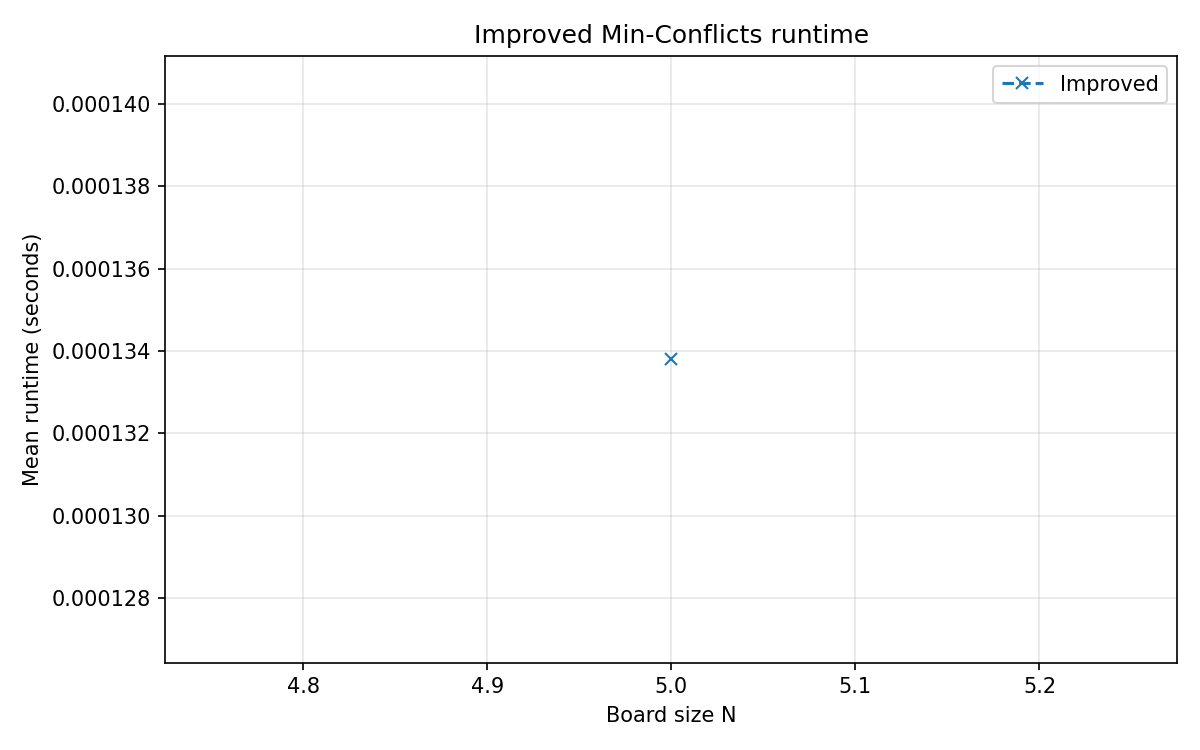 Improved Min-Conflicts runtime
Improved
0.000140
0.000138
0.000136
0.000134
0.000132
0.000130
0.000128
Mean runtime (seconds)
4.8 4.9 5.0 5.1 5.2
Board size N